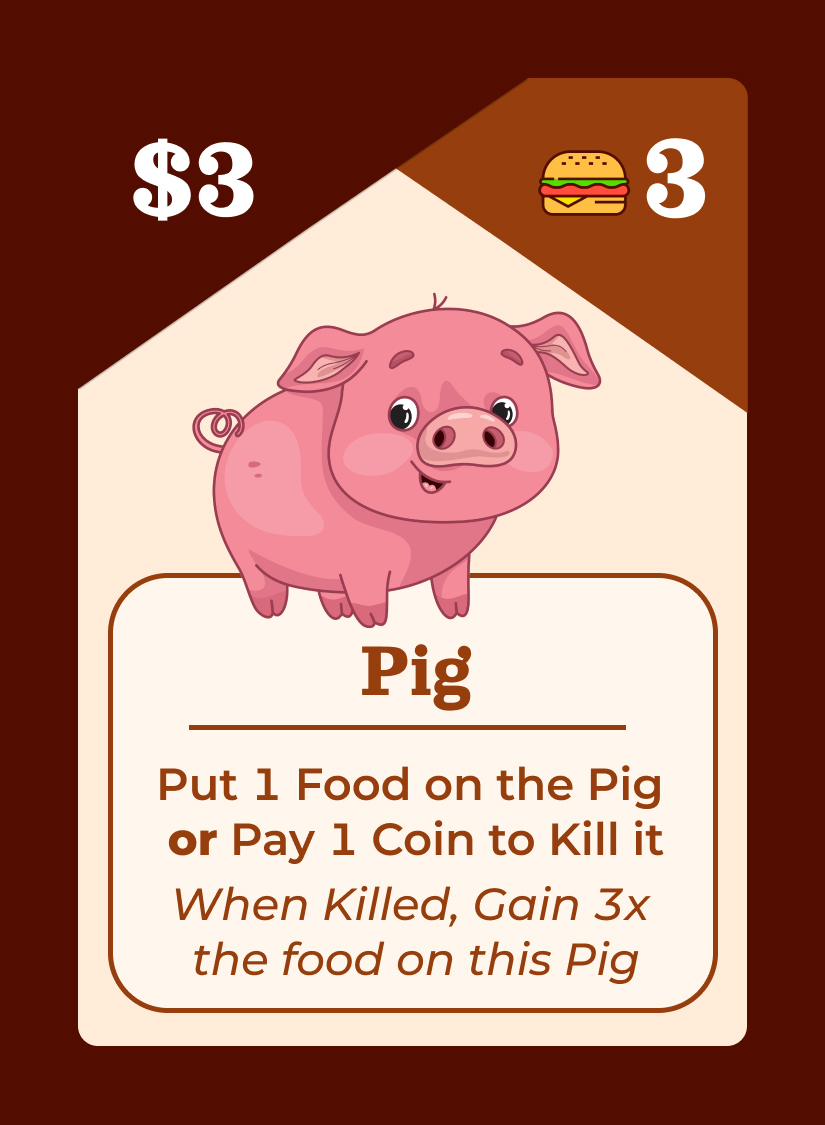 $3
3
Pig
Put 1 Food on the Pig
or Pay 1 Coin to Kill it
When Killed, Gain 3x
the food on this Pig